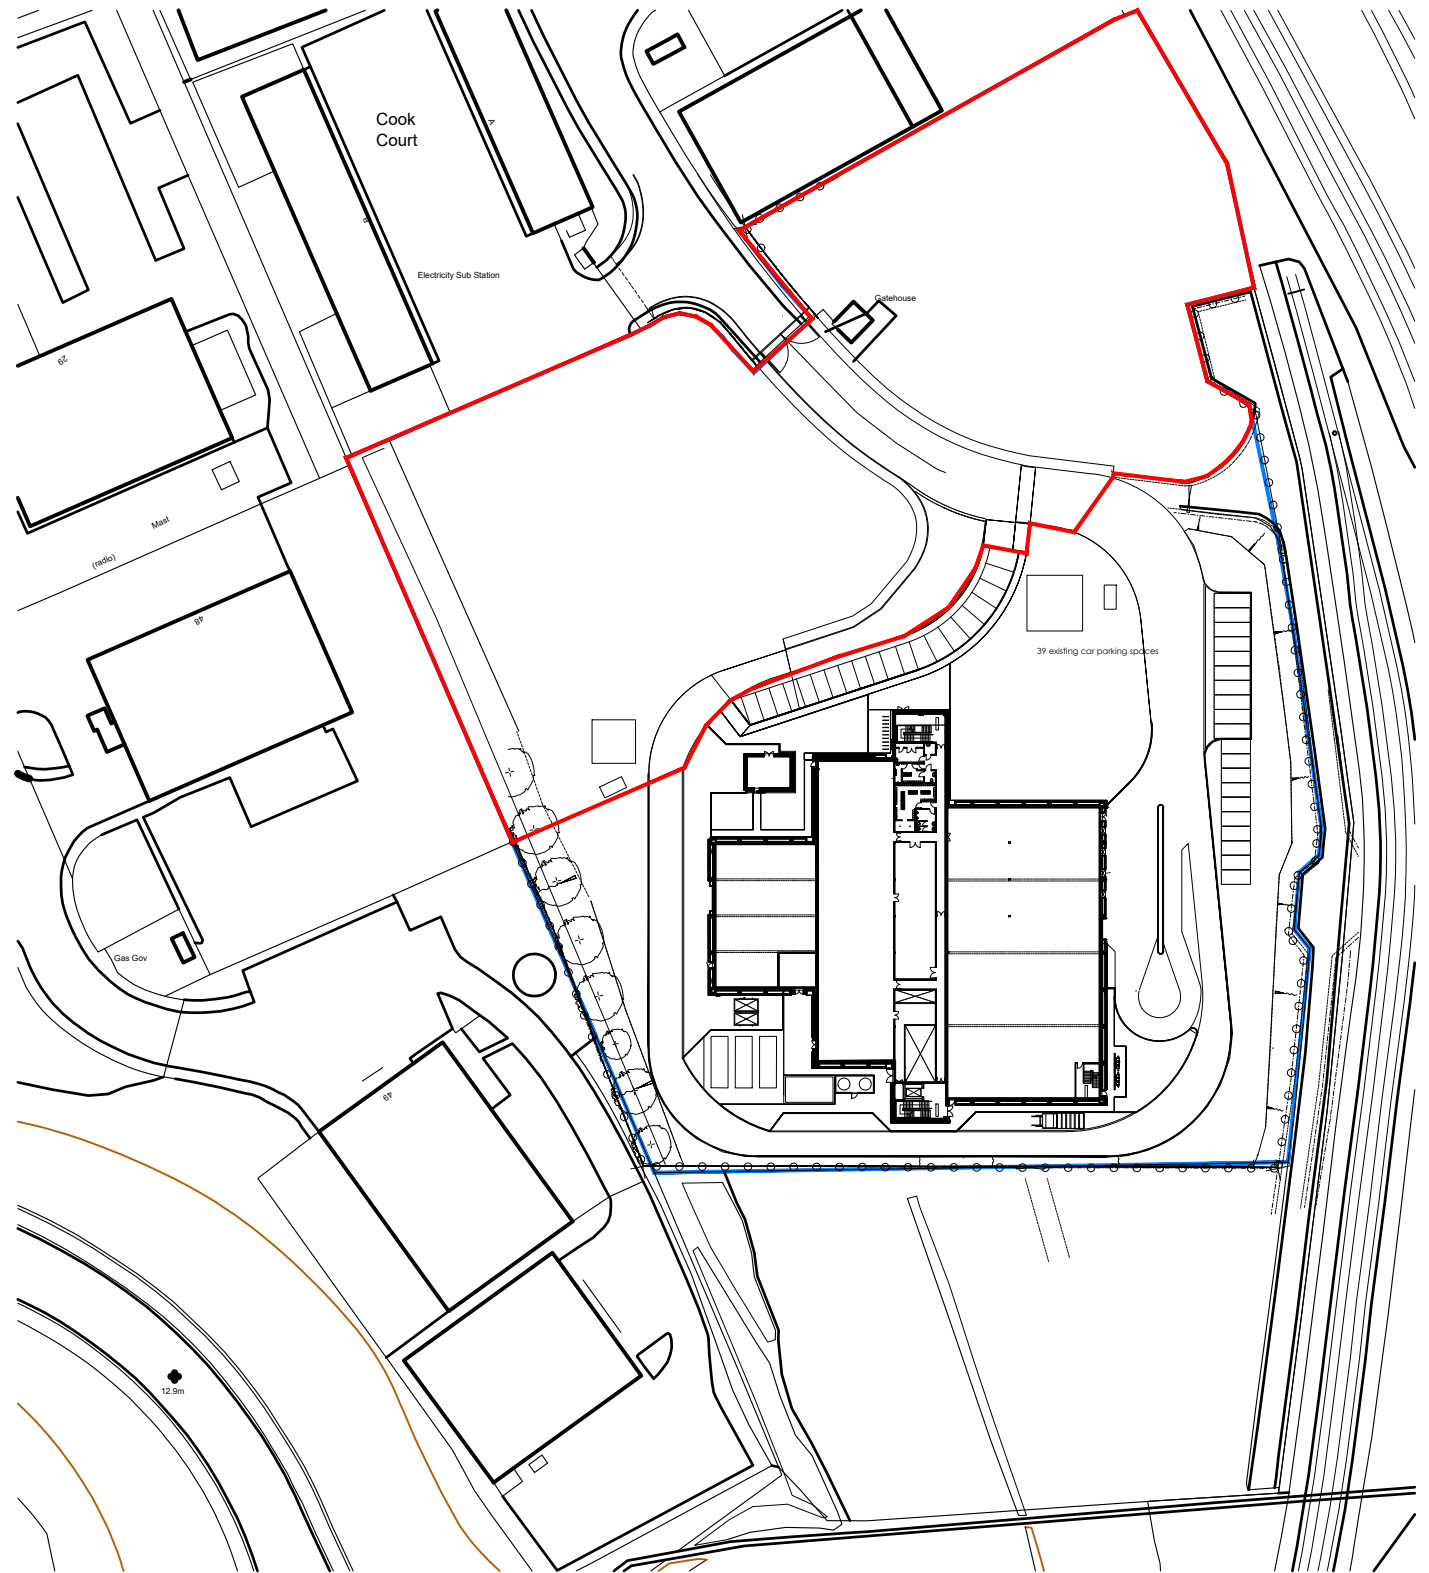 Cook
Court
A
B
Electricity Sub Station
Gatehouse
29
Mast
(radio)
48
39 existing car parking spaces
Gas Gov
49
12.9m